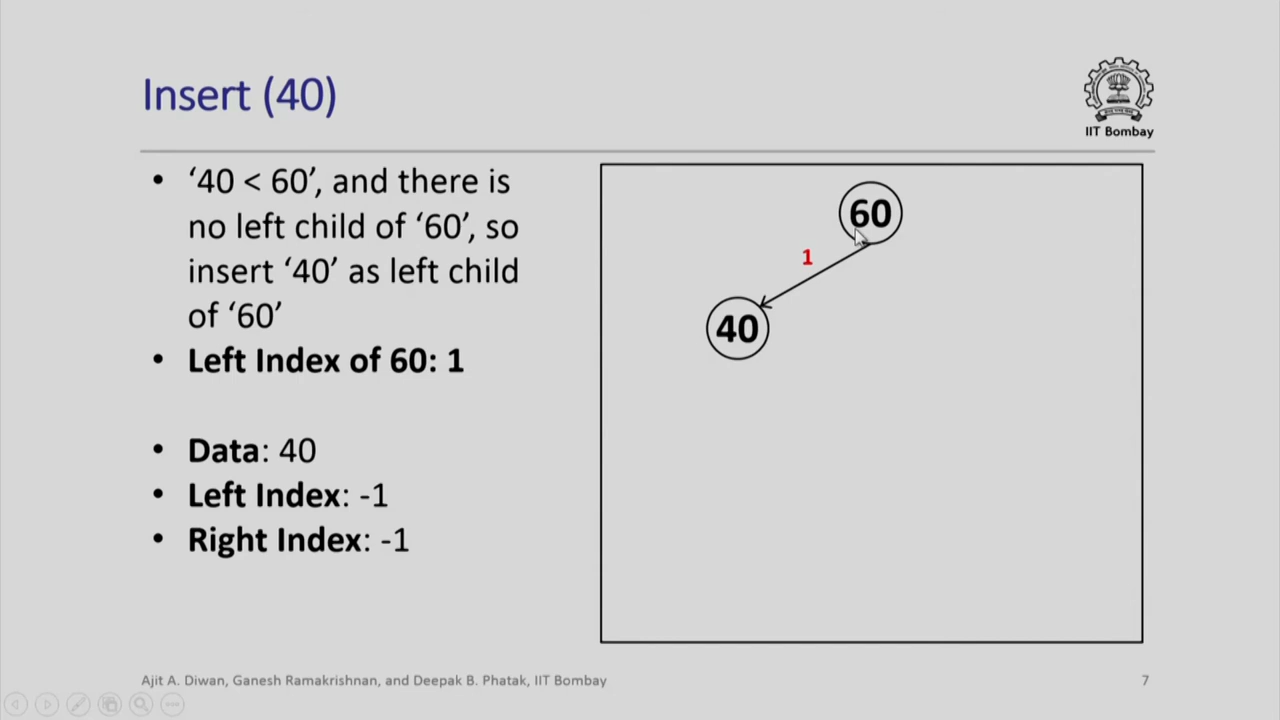 Insert (40)
IIT Bombay
• ‘40 < 60’, and there is
no left child of ‘60’, so
insert ‘40’ as left child
of ‘60’
• Left Index of 60: 1
• Data: 40
• Left Index: -1
• Right Index: -1
60
1
40
Ajit A. Diwan, Ganesh Ramakrishnan, and Deepak B. Phatak, IIT Bombay
7